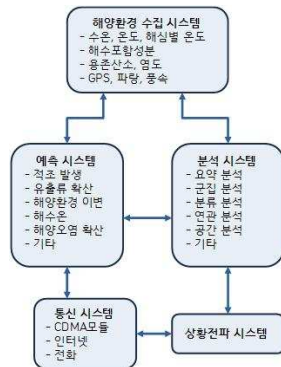 해양환경 수집 시스템
- 수온, 온도, 해심별 온도
- 해수포함성분
- 용존산소, 염도
- GPS, 파랑, 풍속
예측 시스템
- 적조 발생
- 유출류 확산
- 해양환경 이변
- 해수온
- 해양오염 확산
- 기타
분석 시스템
- 요약 분석
- 군집 분석
- 분류 분석
- 연관 분석
- 공간 분석
- 기타
통신 시스템
- CDMA모듈
- 인터넷
- 전화
상황전파 시스템